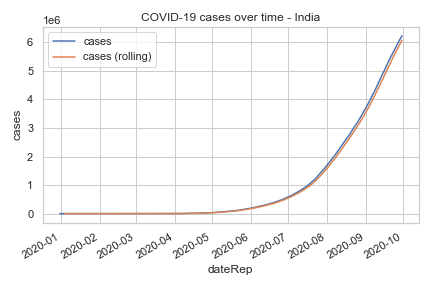 COVID-19 cases over time - India
1e6
cases
cases (rolling)
6
5
4
3
2
1
0
cases
2020-01
2020-02
2020-03
2020-04
2020-05
2020-06
2020-07
2020-08
2020-09
2020-10
dateRep